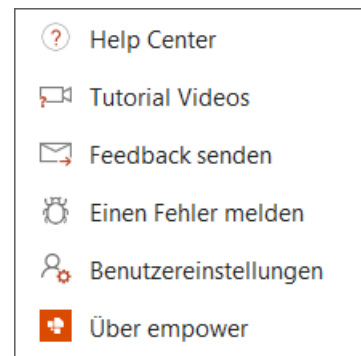 Help Center
Tutorial Videos
Feedback senden
Einen Fehler melden
Benutzereinstellungen
Über empower